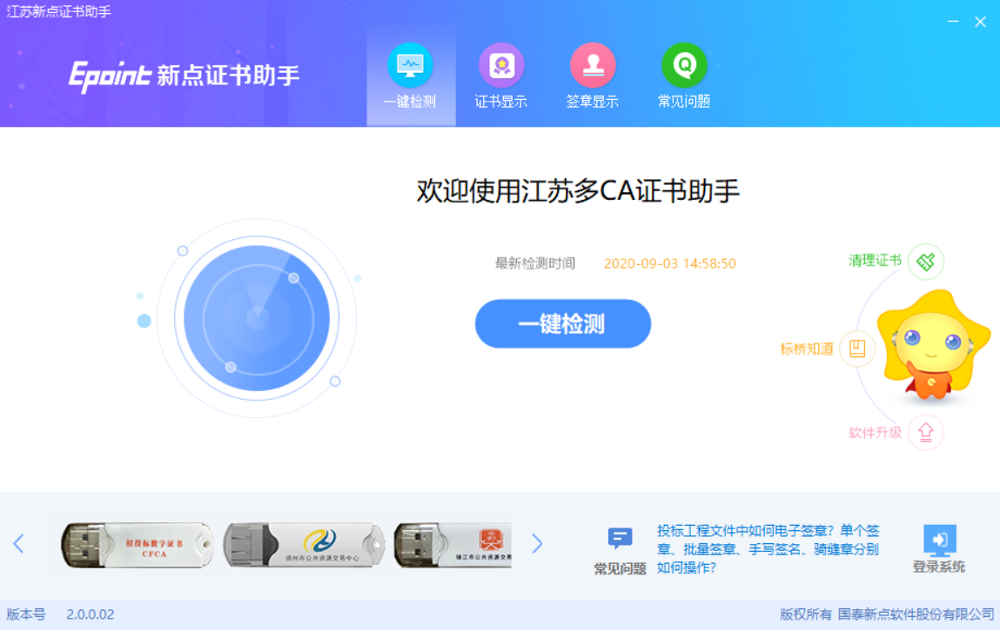 江苏新点证书助手
Epoint 新点证书助手
一键检测
证书显示
签章显示
常见问题
欢迎使用江苏多CA证书助手
最新检测时间 2020-09-03 14:58:50
一键检测
清理证书
标桥知道
软件升级
招投标数字证书
CFCA
扬州市公共资源交易中心
镇江市公共资源交易
常见问题
投标工程文件中如何电子签章？单个签
章、批量签章、手写签名、骑缝章分别
如何操作？
登录系统
版本号 2.0.0.02
版权所有 国泰新点软件股份有限公司